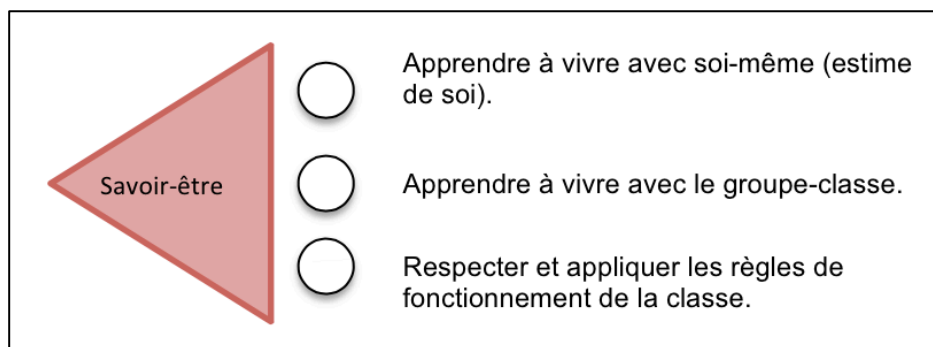 Apprendre à vivre avec soi-même (estime
de soi).
Savoir-être
Apprendre à vivre avec le groupe-classe.
Respecter et appliquer les règles de
fonctionnement de la classe.